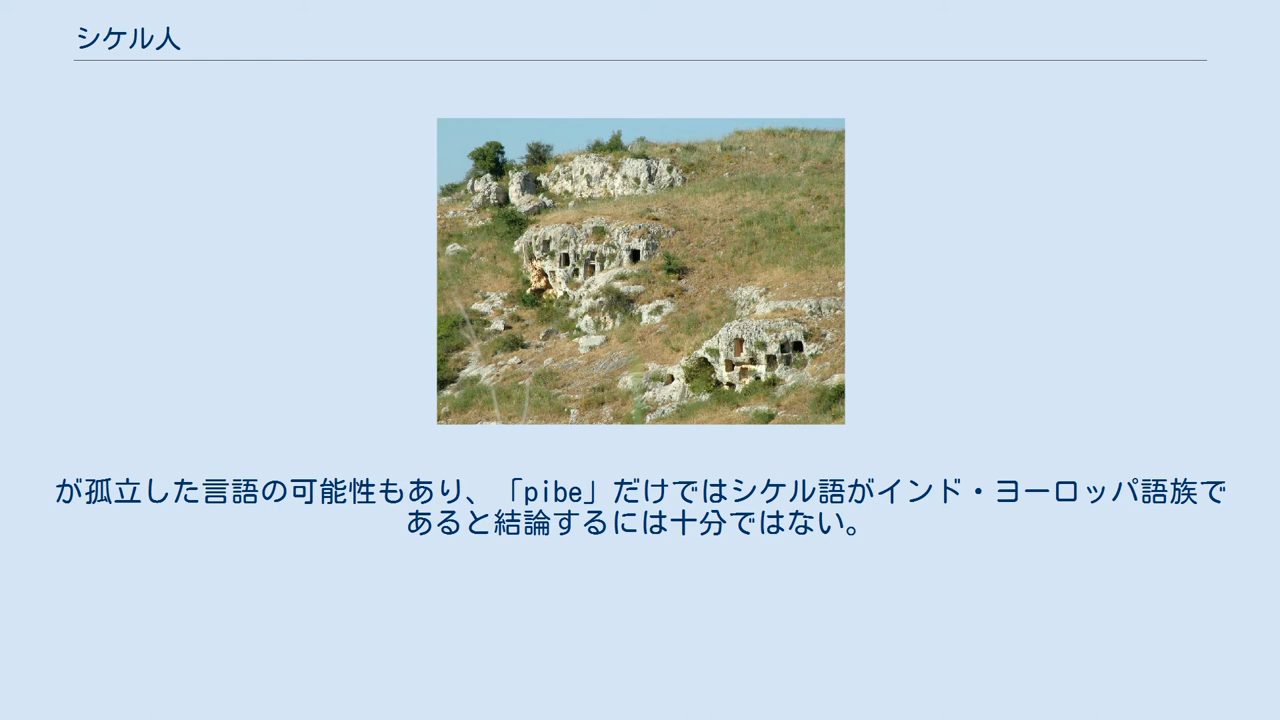 シケル人
が孤立した言語の可能性もあり、「pibe」だけではシケル語がインド・ヨーロッパ語族で
あると結論するには十分ではない。